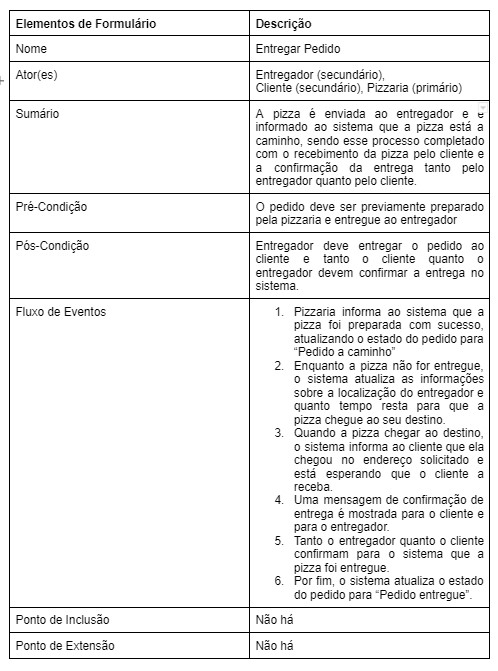 Elementos de Formulário
Descrição
Nome
Entregar Pedido
Ator(es)
Entregador (secundário),
Cliente (secundário), Pizzaria (primário)
Sumário
A pizza é enviada ao entregador e é
informado ao sistema que a pizza está a
caminho, sendo esse processo completado
com o recebimento da pizza pelo cliente e
a confirmação da entrega tanto pelo
entregador quanto pelo cliente.
Pré-Condição
O pedido deve ser previamente preparado
pela pizzaria e entregue ao entregador
Pós-Condição
Entregador deve entregar o pedido ao
cliente e tanto o cliente quanto o
entregador devem confirmar a entrega no
sistema.
Fluxo de Eventos
1. Pizzaria informa ao sistema que a
pizza foi preparada com sucesso,
atualizando o estado do pedido para
“Pedido a caminho”
2. Enquanto a pizza não for entregue,
o sistema atualiza as informações
sobre a localização do entregador e
quanto tempo resta para que a
pizza chegue ao seu destino.
3. Quando a pizza chegar ao destino,
o sistema informa ao cliente que ela
chegou no endereço solicitado e
está esperando que o cliente a
receba.
4. Uma mensagem de confirmação de
entrega é mostrada para o cliente e
para o entregador.
5. Tanto o entregador quanto o cliente
confirmam para o sistema que a
pizza foi entregue.
6. Por fim, o sistema atualiza o estado
do pedido para “Pedido entregue”.
Ponto de Inclusão
Não há
Ponto de Extensão
Não há